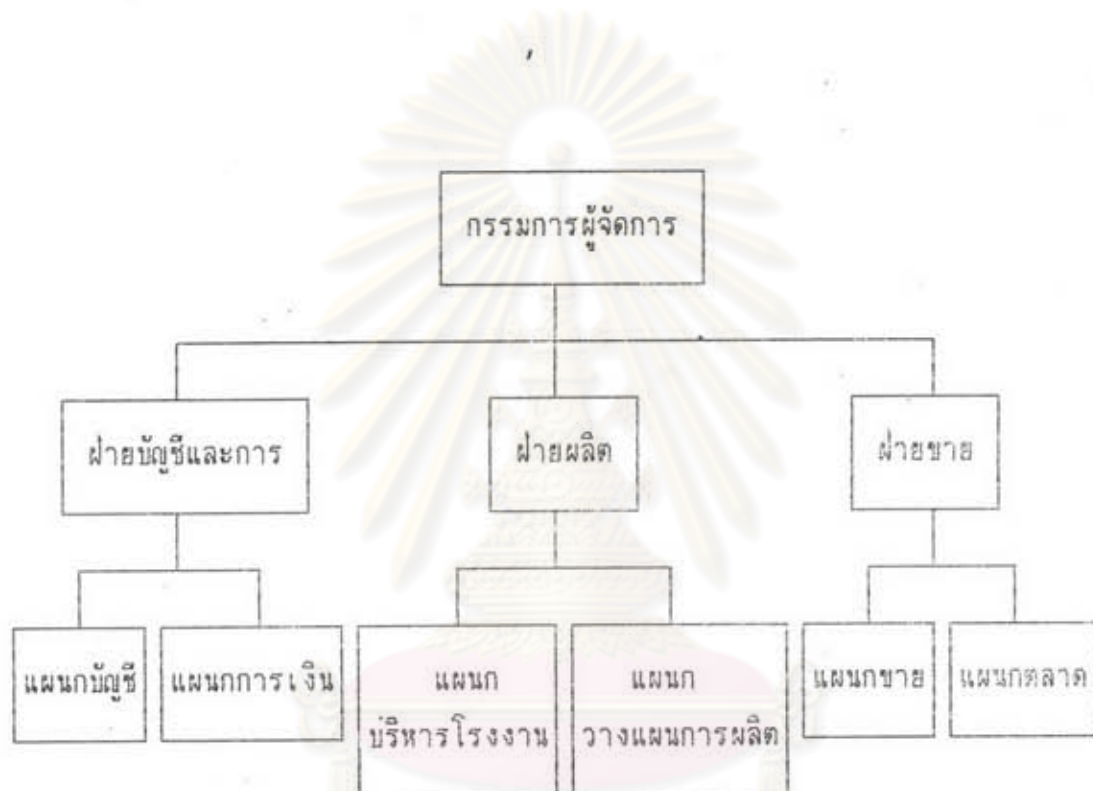 กรรมการผู้จัดการ
ฝ่ายบัญชีและการ
ฝ่ายผลิต
ฝ่ายขาย
แผนกบัญชี
แผนกการเงิน
แผนก
บริหารโรงงาน
แผนก
วางแผนการผลิต
แผนกขาย
แผนกตลาด